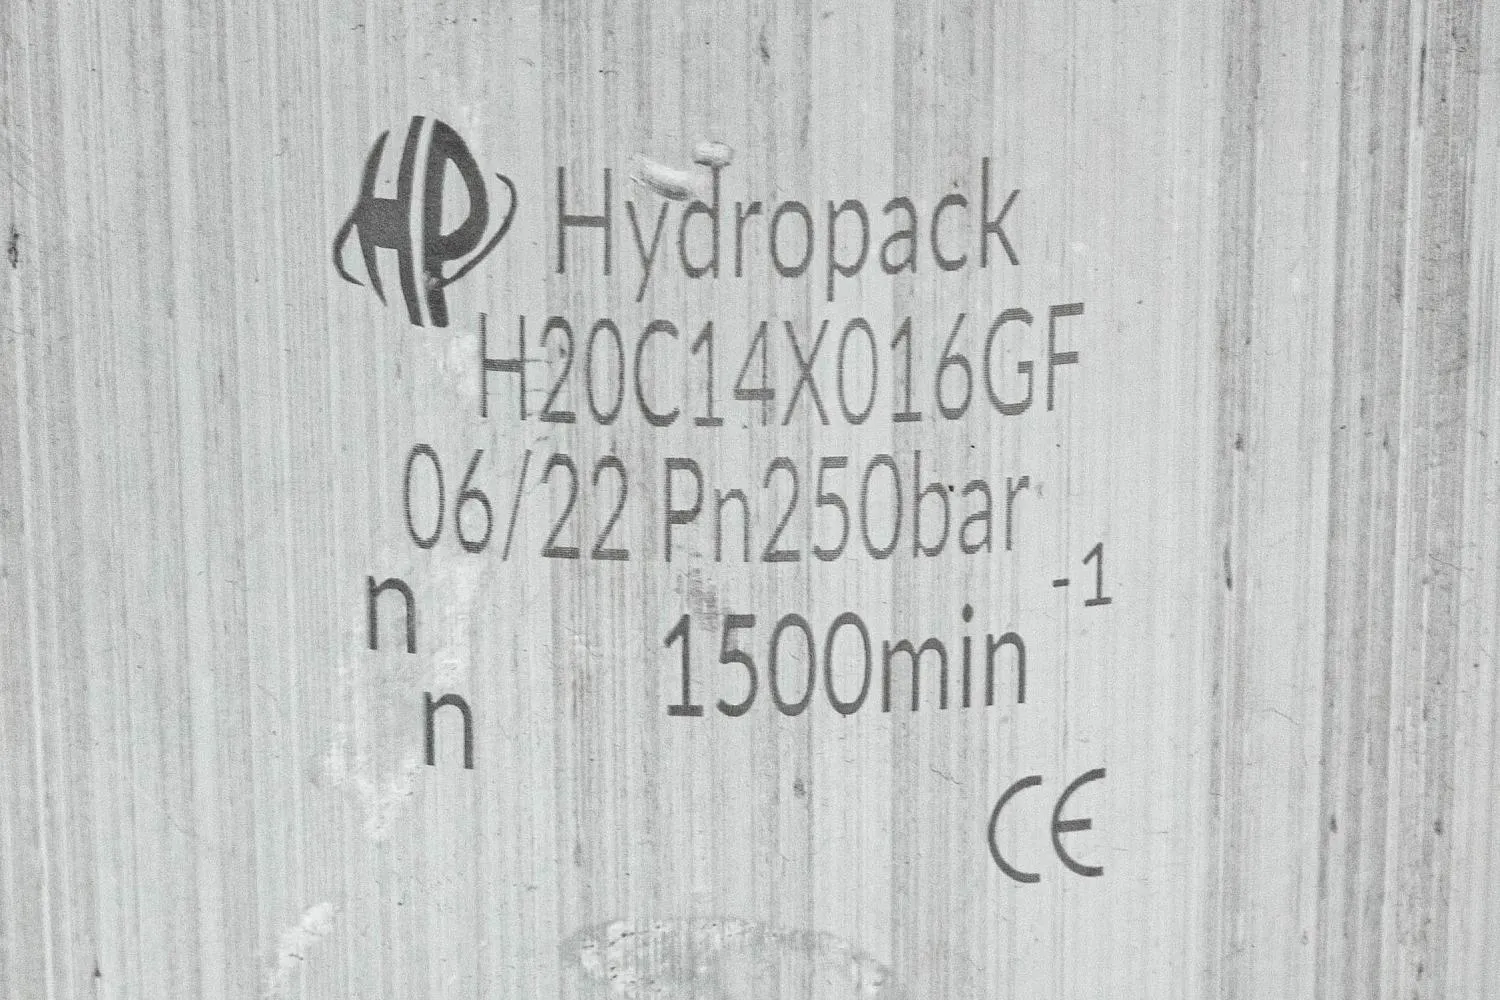 HP Hydropack
H20C14X016GF
06/22 Pn250bar
n
n 1500min⁻¹
CE